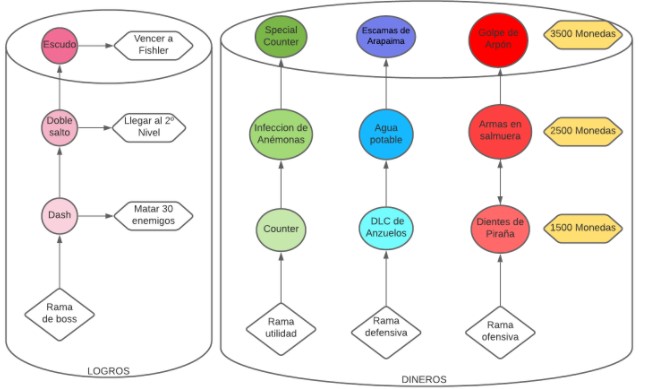 Escudo
Vencer a
Fishler
Doble
salto
Llegar al 2º
Nivel
Dash
Matar 30
enemigos
Rama
de boss
LOGROS
Special
Counter
Escamas de
Arapaima
Golpe de
Arpón
3500 Monedas
Infeccion de
Anémonas
Agua
potable
Armas en
salmuera
2500 Monedas
Counter
DLC de
Anzuelos
Dientes de
Piraña
1500 Monedas
Rama
utilidad
Rama
defensiva
Rama
ofensiva
DINEROS